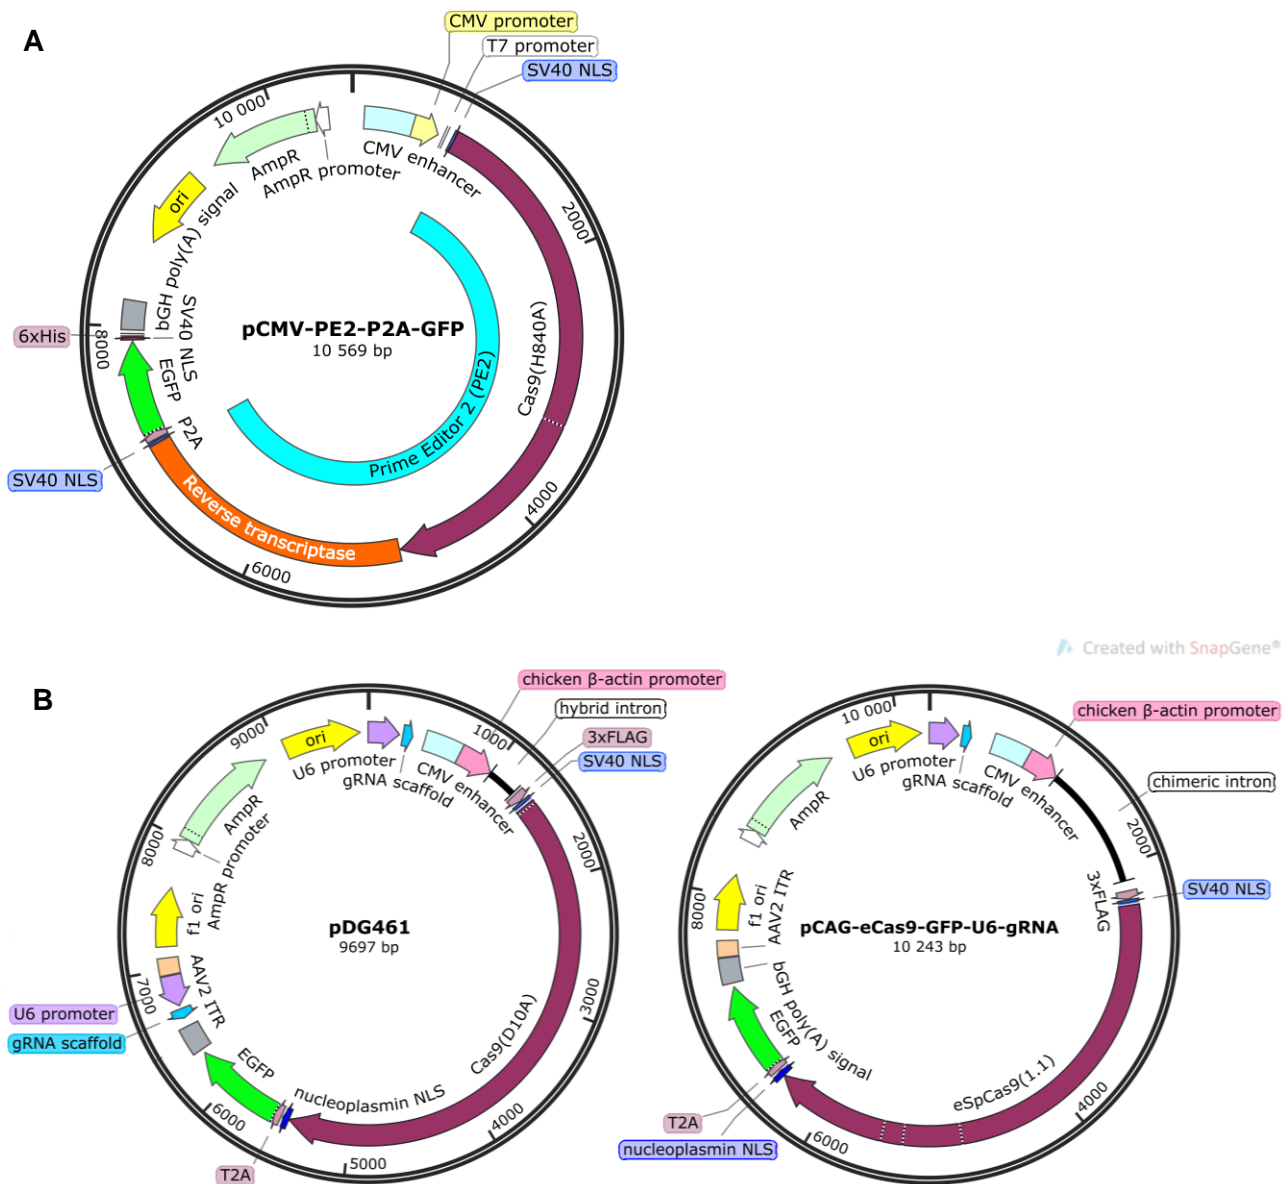 A
CMV promoter
T7 promoter
SV40 NLS
10 000
AmpR
AmpR promoter
CMV enhancer
ori
bGH poly(A) signal
2000
SV40 NLS
6xHis
8000
EGFP
P2A
pCMV-PE2-P2A-GFP
10 569 bp
Cas9(H840A)
Prime Editor 2 (PE2)
SV40 NLS
Reverse transcriptase
4000
6000
Created with SnapGene®
B
chicken β-actin promoter
hybrid intron
3xFLAG
SV40 NLS
9000
1000
ori
U6 promoter
gRNA scaffold
CMV enhancer
AmpR
AmpR promoter
8000
2000
f1 ori
AAV2 ITR
pDG461
9697 bp
7000
U6 promoter
gRNA scaffold
3000
Cas9(D10A)
EGFP
nucleoplasmin NLS
6000
4000
T2A
5000
chicken β-actin promoter
10 000
ori
U6 promoter
gRNA scaffold
CMV enhancer
chimeric intron
AmpR
2000
3xFLAG
SV40 NLS
8000
f1 ori
AAV2 ITR
pCAG-eCas9-GFP-U6-gRNA
10 243 bp
bGH poly(A) signal
EGFP
eSpCas9(1.1)
T2A
nucleoplasmin NLS
4000
6000